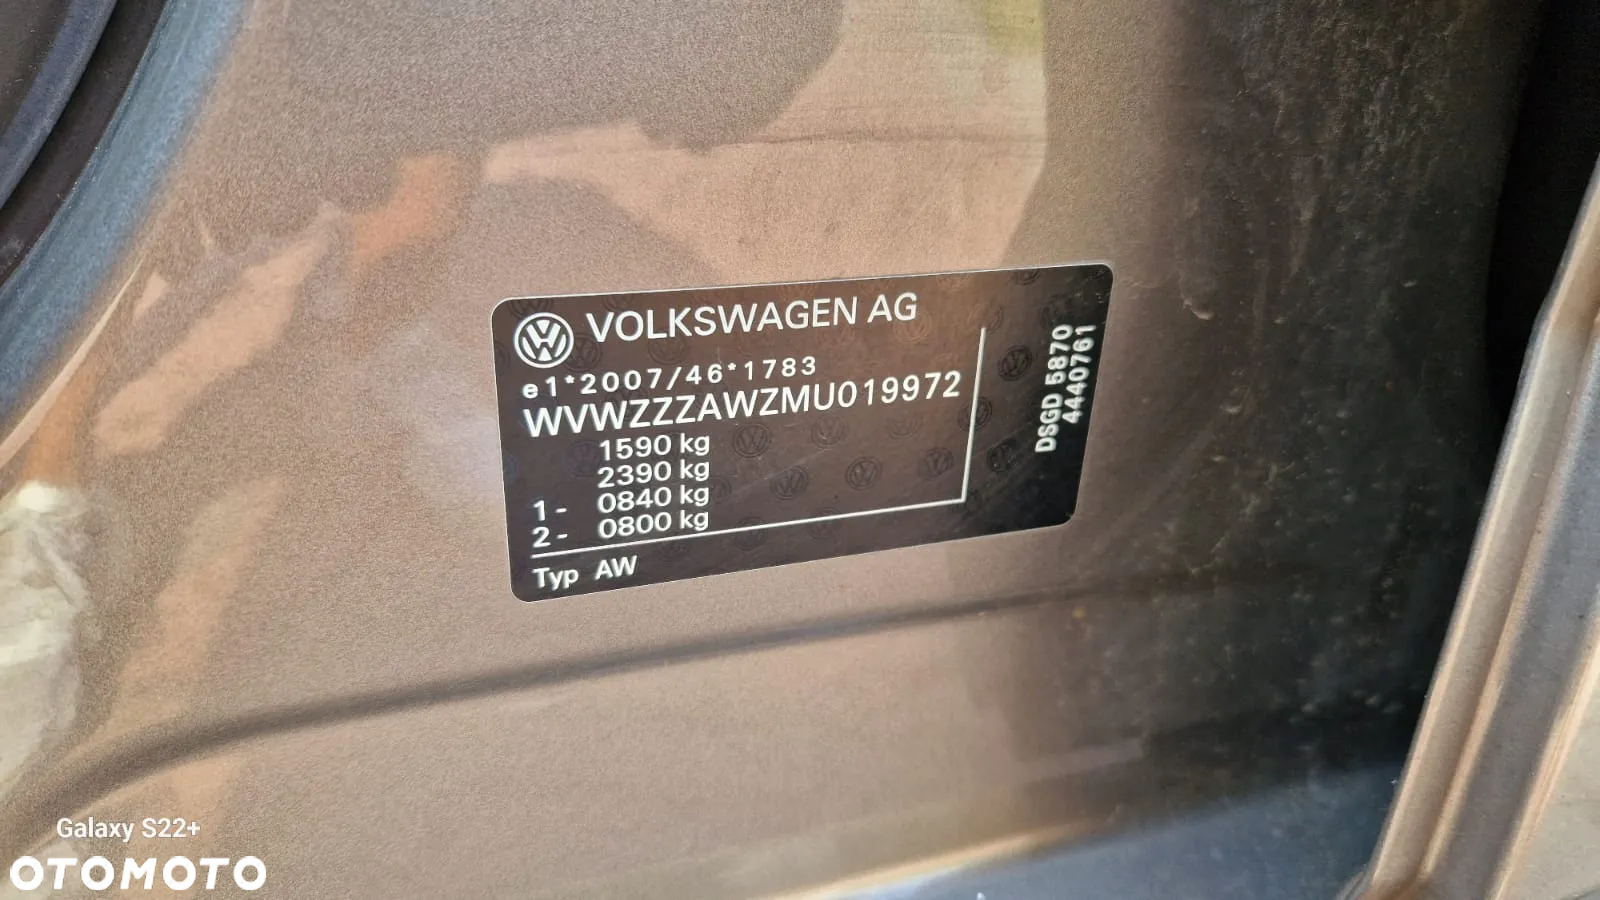 VOLKSWAGEN AG
e1*2007/46*1783
WVWZZZAWZMU019972
1590 kg
2390 kg
1- 0840 kg
2- 0800 kg
Typ AW
DSGD 5870
4440761
Galaxy S22+
OTOMOTO